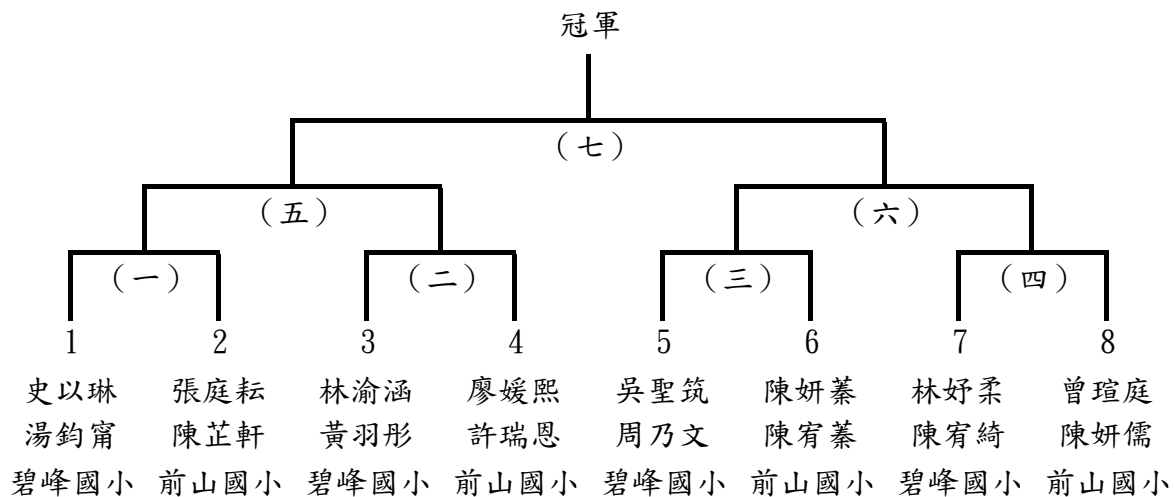 冠軍
（七）
（五） （六）
（一） （二） （三） （四）
1 2 3 4 5 6 7 8
史以琳 張庭耘 林渝涵 廖媛熙 吳聖筑 陳妍蓁 林妤柔 曾瑄庭
湯鈞甯 陳芷軒 黃羽彤 許瑞恩 周乃文 陳宥蓁 陳宥綺 陳妍儒
碧峰國小 前山國小 碧峰國小 前山國小 碧峰國小 前山國小 碧峰國小 前山國小